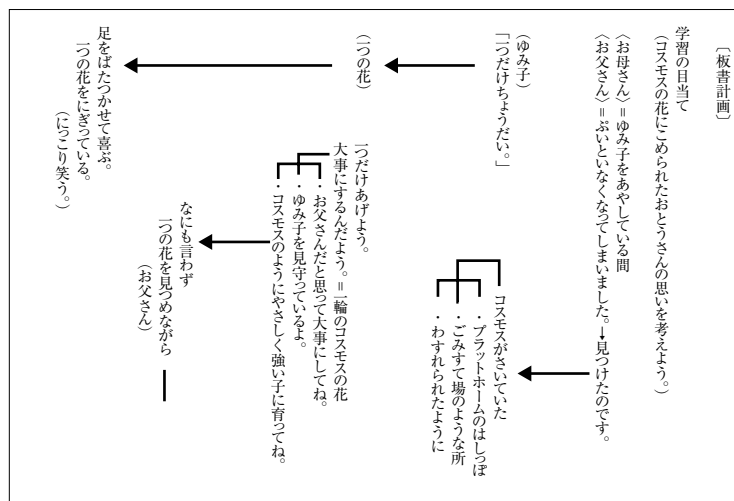 〔板書計画〕
学習の目当て
(コスモスの花にこめられたおとうさんの思いを考えよう。)
〈お母さん〉=ゆみ子をあやしている間
〈お父さん〉=ぷいといなくなってしまいました。→見つけたのです。
コスモスがさいていた
・プラットホームのはしっぽ
・ごみすて場のような所
・わすれられたように
(ゆみ子)
「一つだけちょうだい。」
(一つの花)
一つだけあげよう。
大事にするんだよう。=一輪のコスモスの花
・お父さんだと思って大事にしてね。
・ゆみ子を見守っているよ。
・コスモスのようにやさしく強い子に育ってね。
なにも言わず
一つの花を見つめながら
(お父さん)
足をばたつかせて喜ぶ。
一つの花をにぎっている。
(にっこり笑う。)